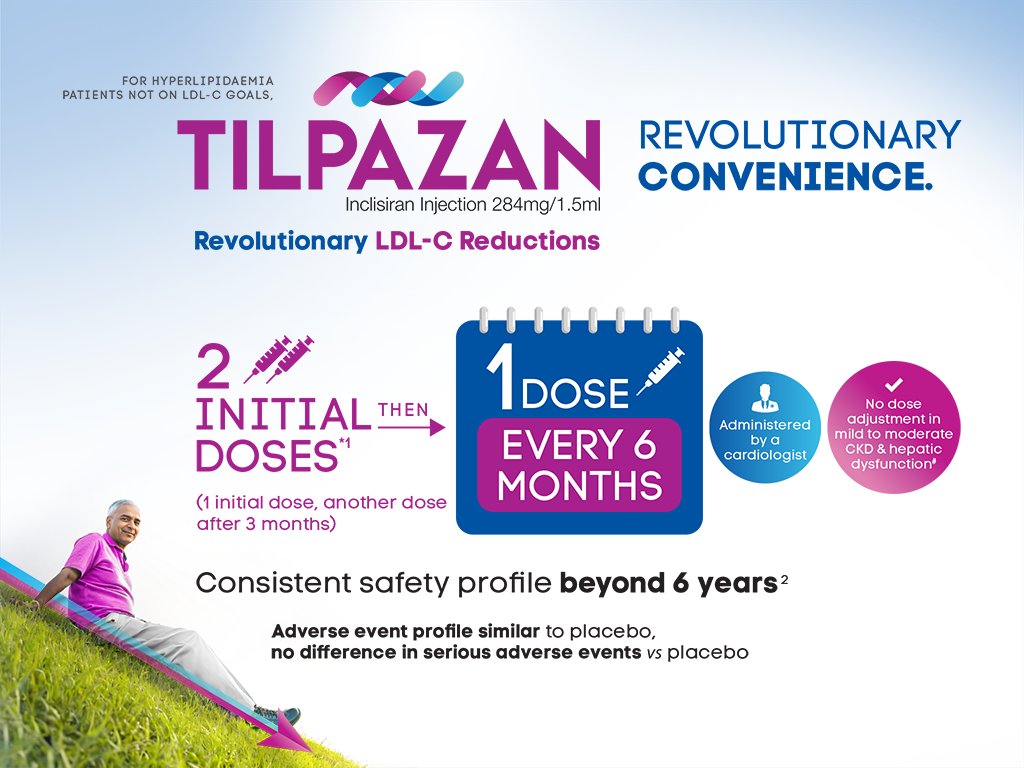 FOR HYPERLIPIDAEMIA
PATIENTS NOT ON LDL-C GOALS,
TILPAZAN
Inclisiran Injection 284mg/1.5ml
Revolutionary LDL-C Reductions
REVOLUTIONARY
CONVENIENCE.
2
INITIAL
DOSES*1
(1 initial dose, another dose
after 3 months)
THEN
1 DOSE
EVERY 6
MONTHS
Administered
by a
cardiologist
No dose
adjustment in
mild to moderate
CKD & hepatic
dysfunction#
Consistent safety profile beyond 6 years2
Adverse event profile similar to placebo,
no difference in serious adverse events vs placebo